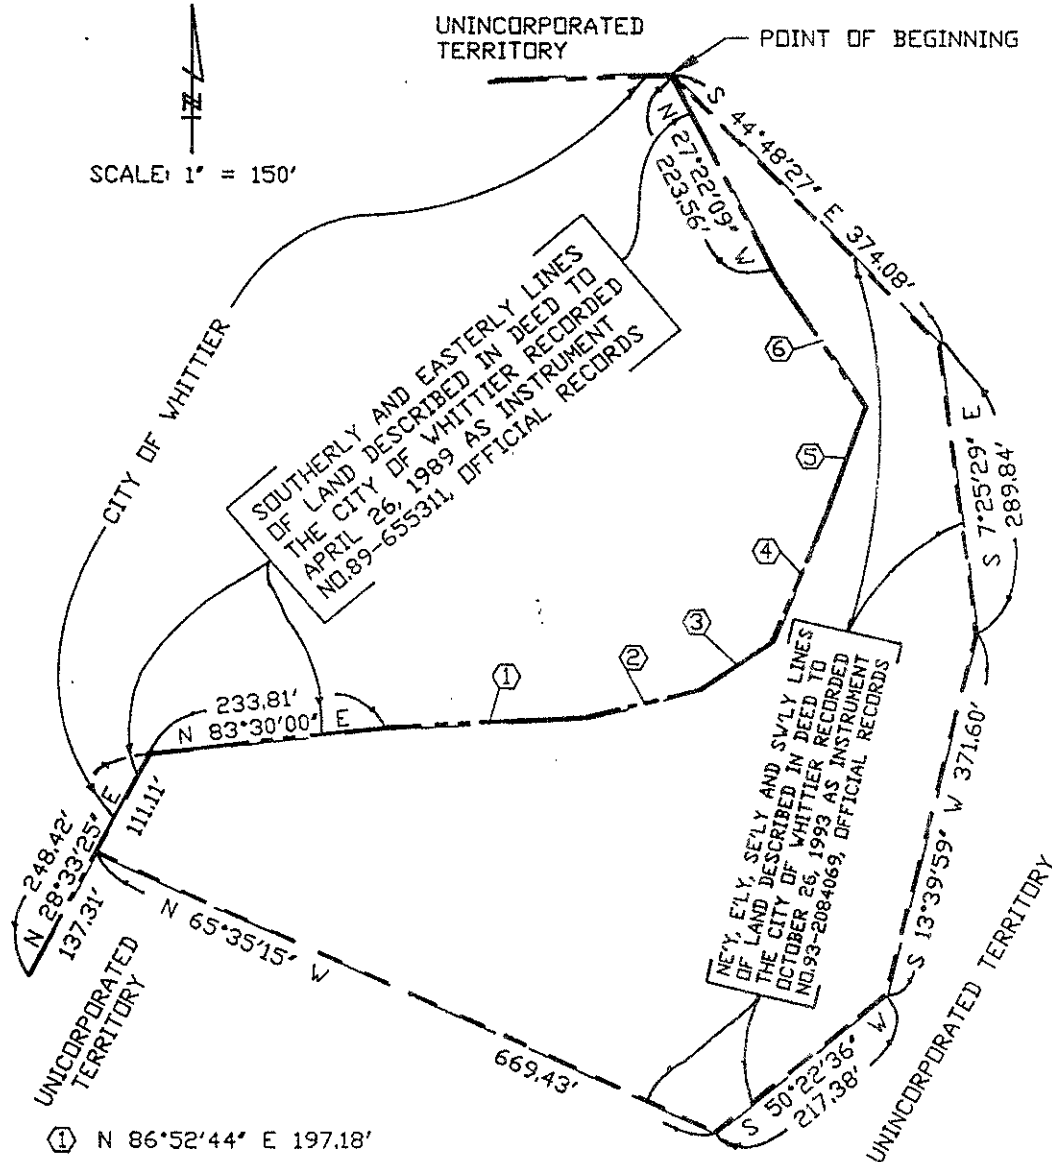 UNINCORPORATED
TERRITORY
POINT OF BEGINNING
N
SCALE: 1" = 150'
S 44°48'27" E 374.08'
N 27°22'09" W
223.56'
CITY OF WHITTIER
SOUTHERLY AND EASTERLY LINES
OF LAND DESCRIBED IN DEED TO
THE CITY OF WHITTIER RECORDED
APRIL 26, 1989 AS INSTRUMENT
NO.89-655311, OFFICIAL RECORDS
6
5
4
3
2
1
S 7°25'29" E
289.84'
233.81'
N 83°30'00" E
111.11'
248.42'
N 28°33'25" E
137.31'
UNICORPORATED
TERRITORY
N 65°35'15" W
669.43'
NE'Y, E'LY, SE'LY AND SW'LY LINES
OF LAND DESCRIBED IN DEED TO
THE CITY OF WHITTIER RECORDED
OCTOBER 26, 1993 AS INSTRUMENT
NO.93-2084069, OFFICIAL RECORDS
S 13°39'59" W 371.60'
S 50°22'36" W
217.38'
UNINCORPORATED TERRITORY
1 N 86°52'44" E 197.18'